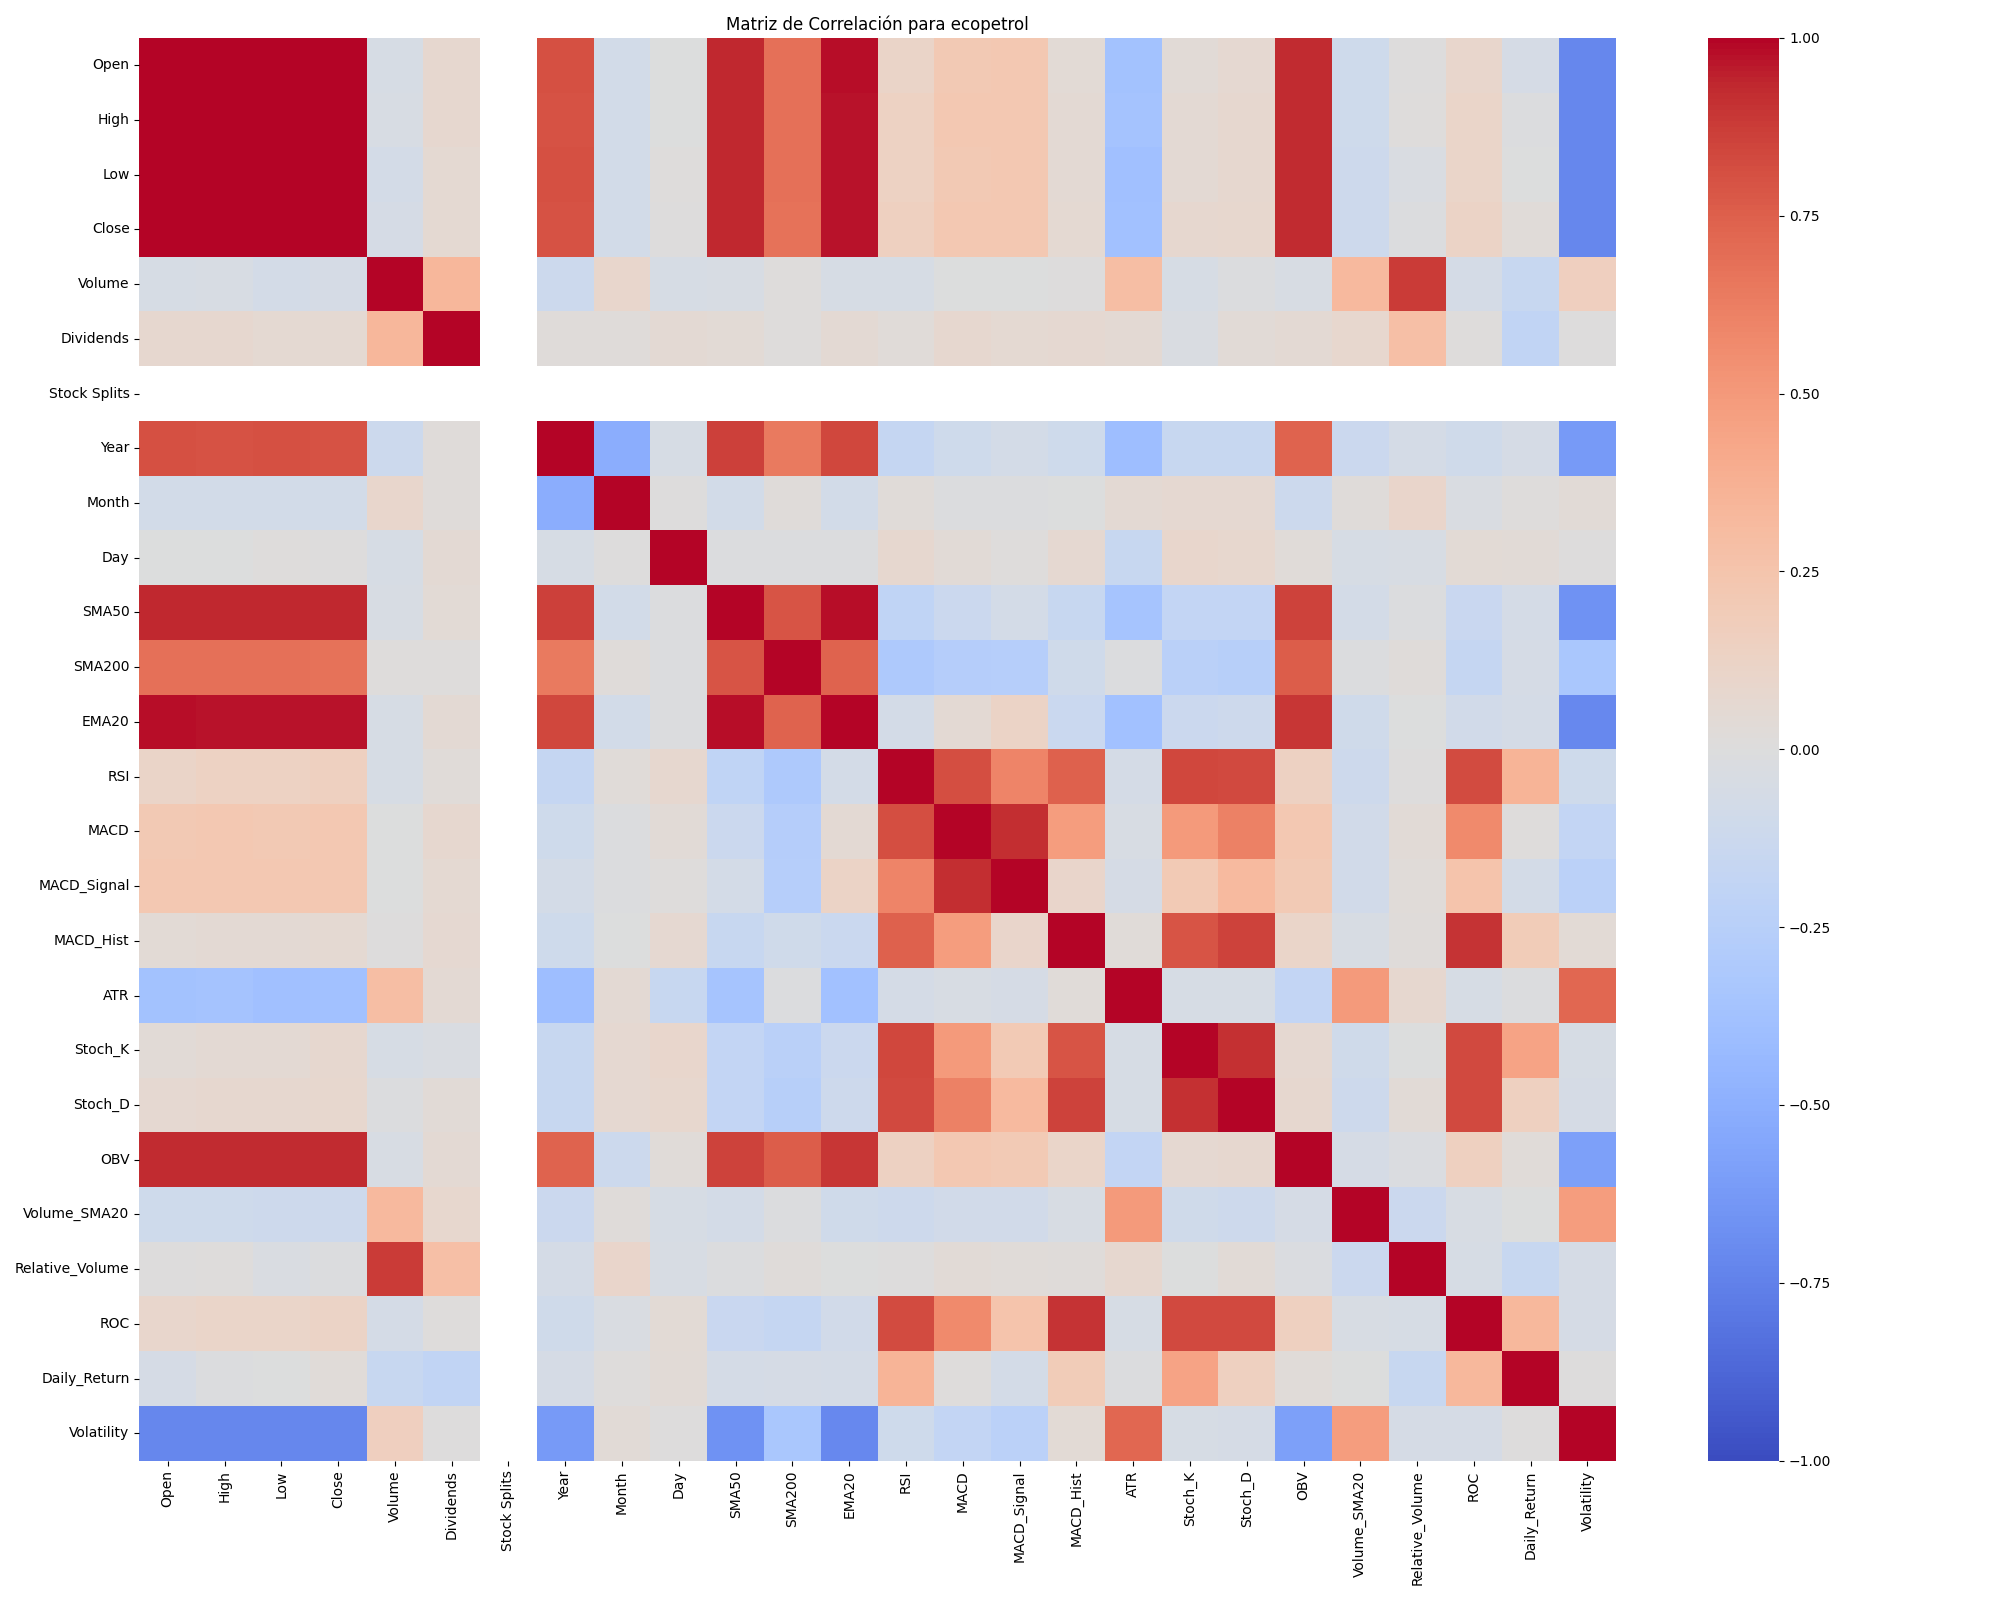 Matriz de Correlación para ecopetrol
Open
High
Low
Close
Volume
Dividends
Stock Splits
Year
Month
Day
SMA50
SMA200
EMA20
RSI
MACD
MACD_Signal
MACD_Hist
ATR
Stoch_K
Stoch_D
OBV
Volume_SMA20
Relative_Volume
ROC
Daily_Return
Volatility
Open
High
Low
Close
Volume
Dividends
Stock Splits
Year
Month
Day
SMA50
SMA200
EMA20
RSI
MACD
MACD_Signal
MACD_Hist
ATR
Stoch_K
Stoch_D
OBV
Volume_SMA20
Relative_Volume
ROC
Daily_Return
Volatility
1.00
0.75
0.50
0.25
0.00
−0.25
−0.50
−0.75
−1.00